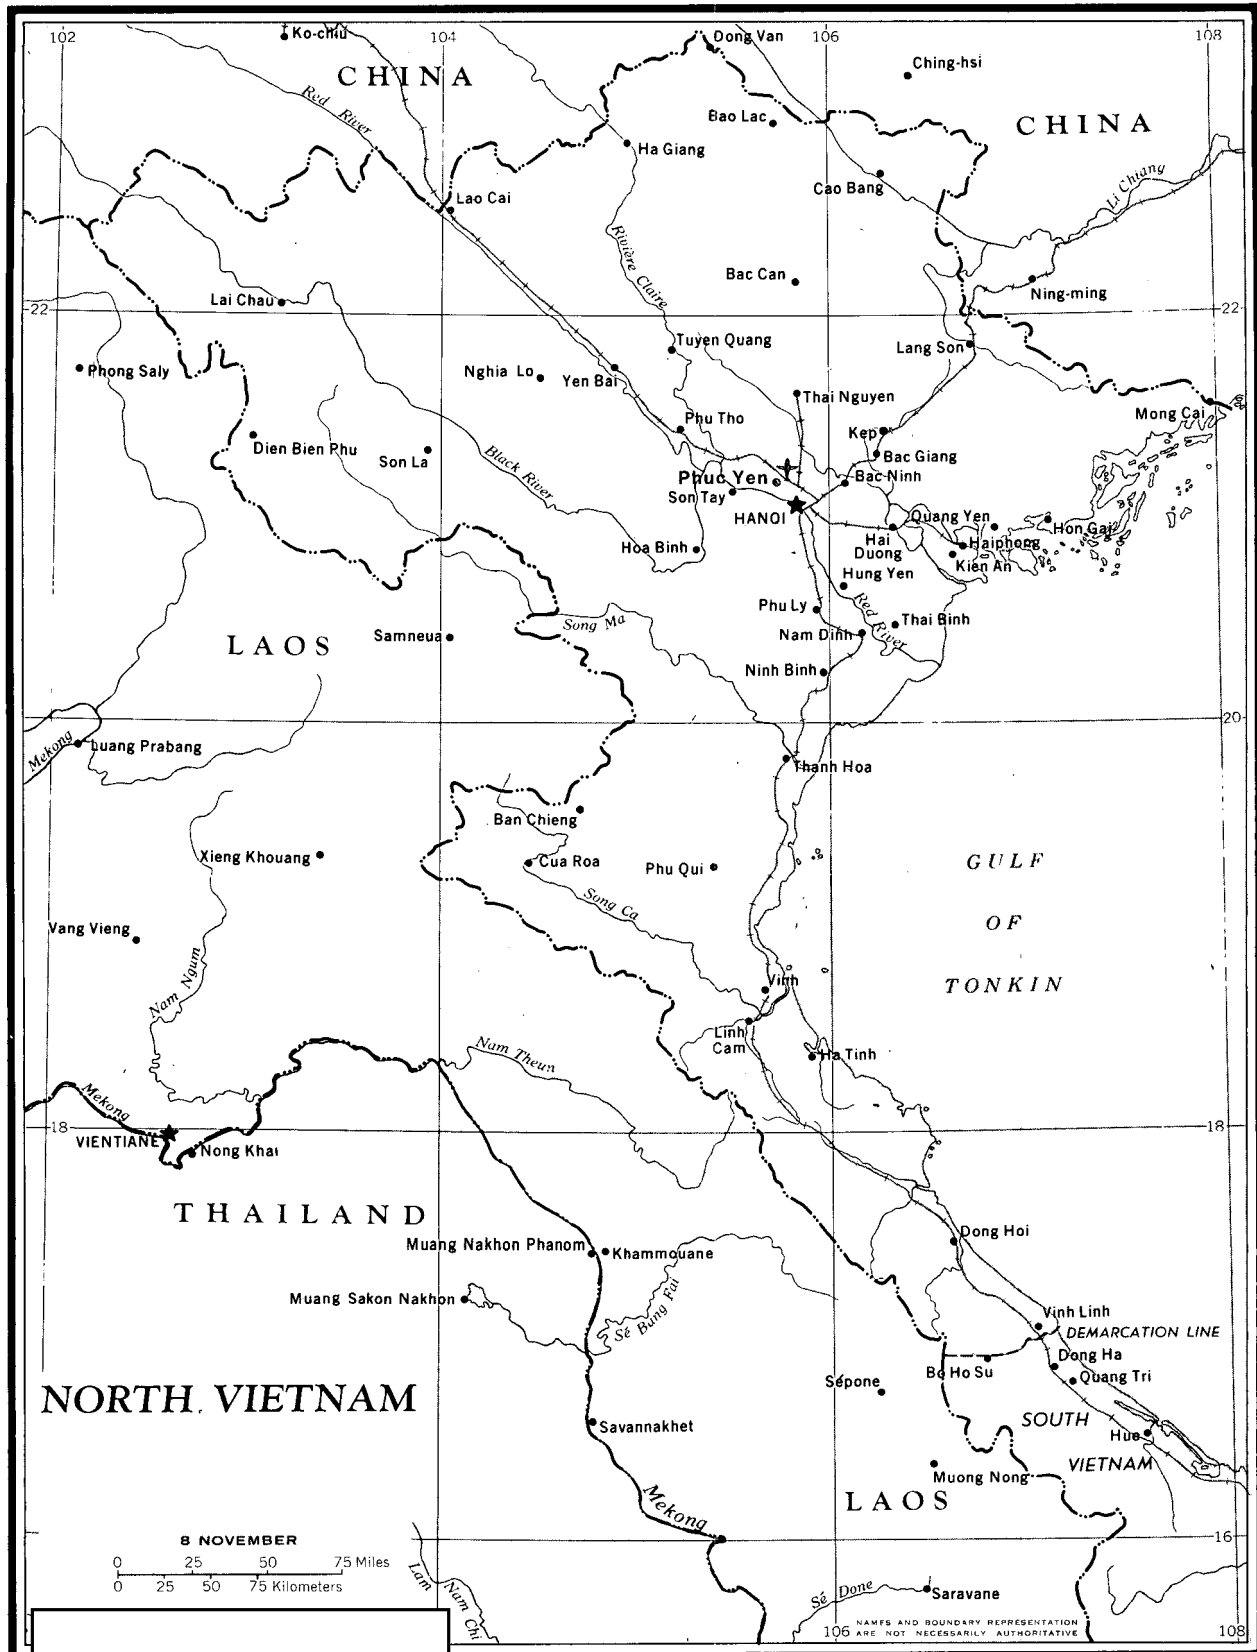 102
104
106
108
Ko-chiu
Dong Van
Ching-hsi
CHINA
Red River
Bao Lac
CHINA
Ha Giang
Cao Bang
Li Chiang
Lao Cai
Rivière Claire
Bac Can
Ning-ming
Lai Chau
22
22
Tuyen Quang
Lang Son
Phong Saly
Nghia Lo
Yen Bai
Thai Nguyen
Mong Cai
Phu Tho
Kep
Dien Bien Phu
Son La
Bac Giang
Black River
Phuc Yen
Bac Ninh
Son Tay
HANOI
Quang Yen
Hon Gai
Hai
Duong
Haiphong
Hoa Binh
Kien An
Hung Yen
Phu Ly
Red River
Thai Binh
Song Ma
Samneua
Nam Dinh
LAOS
Ninh Binh
20
Mekong
Luang Prabang
Thanh Hoa
Ban Chieng
Xieng Khouang
Cua Roa
Phu Qui
GULF
OF
TONKIN
Song Ca
Vang Vieng
Nam Ngum
Vinh
Linh
Cam
Nam Theun
Ha Tinh
Mekong
18
18
VIENTIANE
Nong Khai
THAILAND
Dong Hoi
Muang Nakhon Phanom
Khammouane
Muang Sakon Nakhon
Sé Bung Fai
Vinh Linh
DEMARCATION LINE
Dong Ha
Bo Ho Su
Quang Tri
Sépone
NORTH. VIETNAM
Savannakhet
SOUTH
VIETNAM
Hue
Muong Nong
Mekong
LAOS
8 NOVEMBER
16
0 25 50 75 Miles
0 25 50 75 Kilometers
Lam Nam Chi
Sé Done
Saravane
106
NAMES AND BOUNDARY REPRESENTATION
ARE NOT NECESSARILY AUTHORITATIVE
108